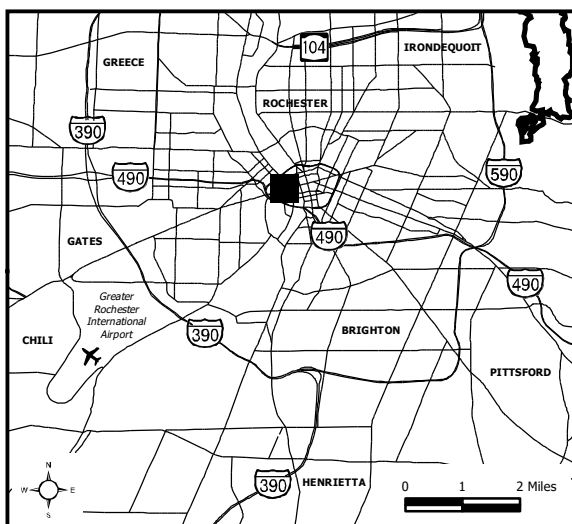 104
IRONDEQUOIT
GREECE
ROCHESTER
390
490
590
490
GATES
490
Greater
Rochester
International
Airport
390
BRIGHTON
CHILI
PITTSFORD
N
W
E
S
390
HENRIETTA
0
1
2 Miles